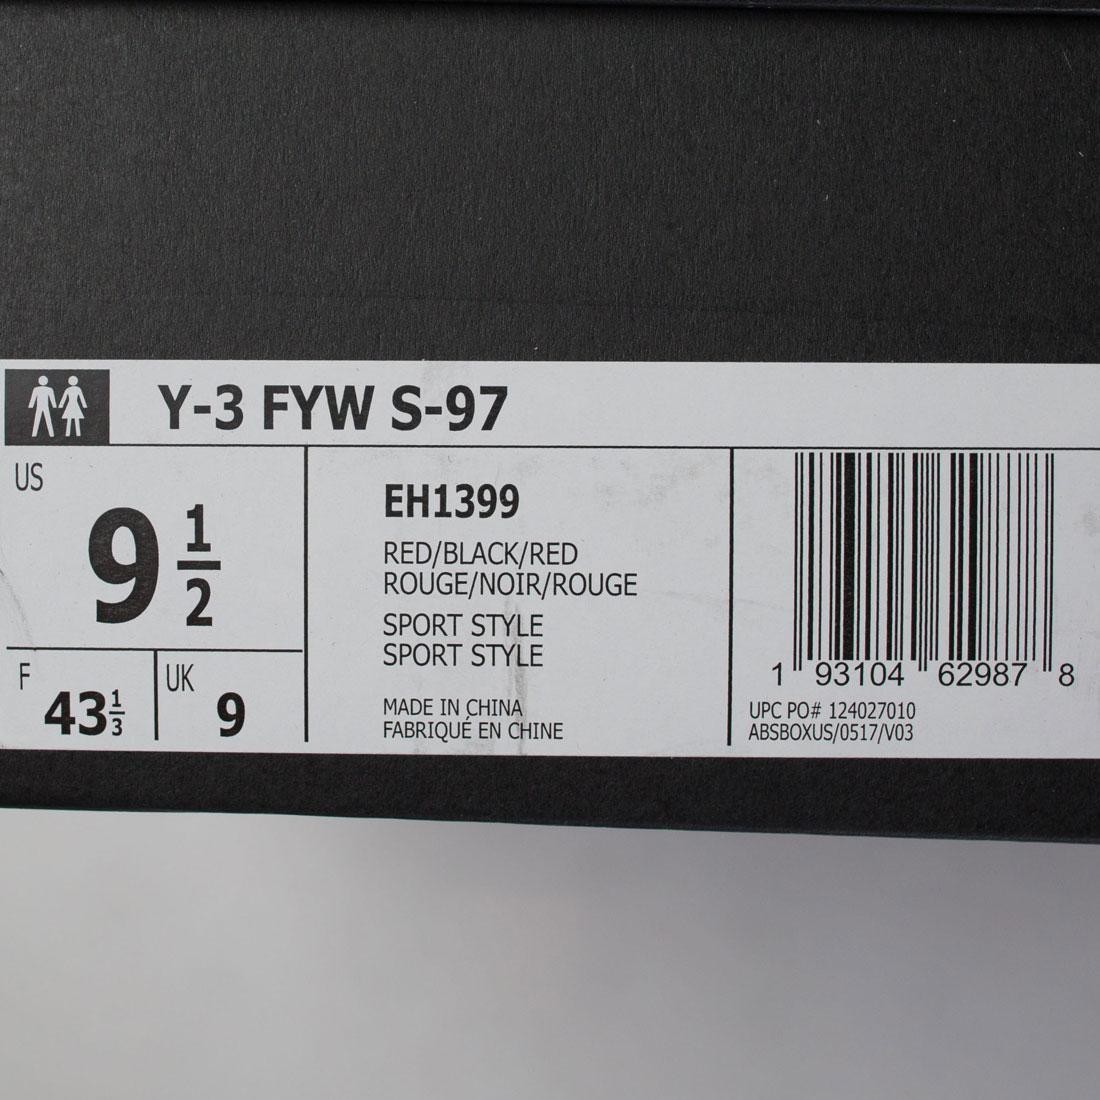 Y-3 FYW S-97
US
9 1/2
F
43 1/3
UK
9
EH1399
RED/BLACK/RED
ROUGE/NOIR/ROUGE
SPORT STYLE
SPORT STYLE
MADE IN CHINA
FABRIQUÉ EN CHINE
1 93104 62987 8
UPC PO# 124027010
ABSBOXUS/0517/V03